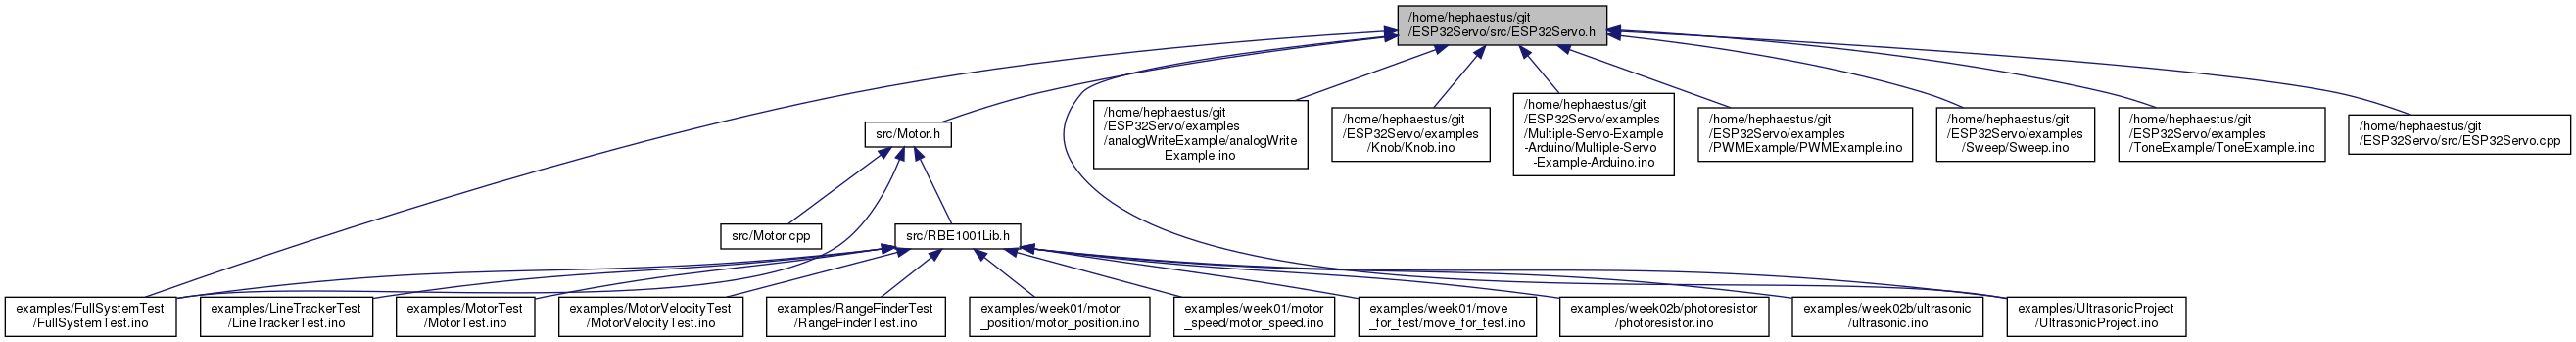 /home/hephaestus/git
/ESP32Servo/src/ESP32Servo.h
src/Motor.h
/home/hephaestus/git
/ESP32Servo/examples
/analogWriteExample/analogWrite
Example.ino
/home/hephaestus/git
/ESP32Servo/examples
/Knob/Knob.ino
/home/hephaestus/git
/ESP32Servo/examples
/Multiple-Servo-Example
-Arduino/Multiple-Servo
-Example-Arduino.ino
/home/hephaestus/git
/ESP32Servo/examples
/PWMExample/PWMExample.ino
/home/hephaestus/git
/ESP32Servo/examples
/Sweep/Sweep.ino
/home/hephaestus/git
/ESP32Servo/examples
/ToneExample/ToneExample.ino
/home/hephaestus/git
/ESP32Servo/src/ESP32Servo.cpp
src/Motor.cpp
src/RBE1001Lib.h
examples/FullSystemTest
/FullSystemTest.ino
examples/LineTrackerTest
/LineTrackerTest.ino
examples/MotorTest
/MotorTest.ino
examples/MotorVelocityTest
/MotorVelocityTest.ino
examples/RangeFinderTest
/RangeFinderTest.ino
examples/week01/motor
_position/motor_position.ino
examples/week01/motor
_speed/motor_speed.ino
examples/week01/move
_for_test/move_for_test.ino
examples/week02b/photoresistor
/photoresistor.ino
examples/week02b/ultrasonic
/ultrasonic.ino
examples/UltrasonicProject
/UltrasonicProject.ino